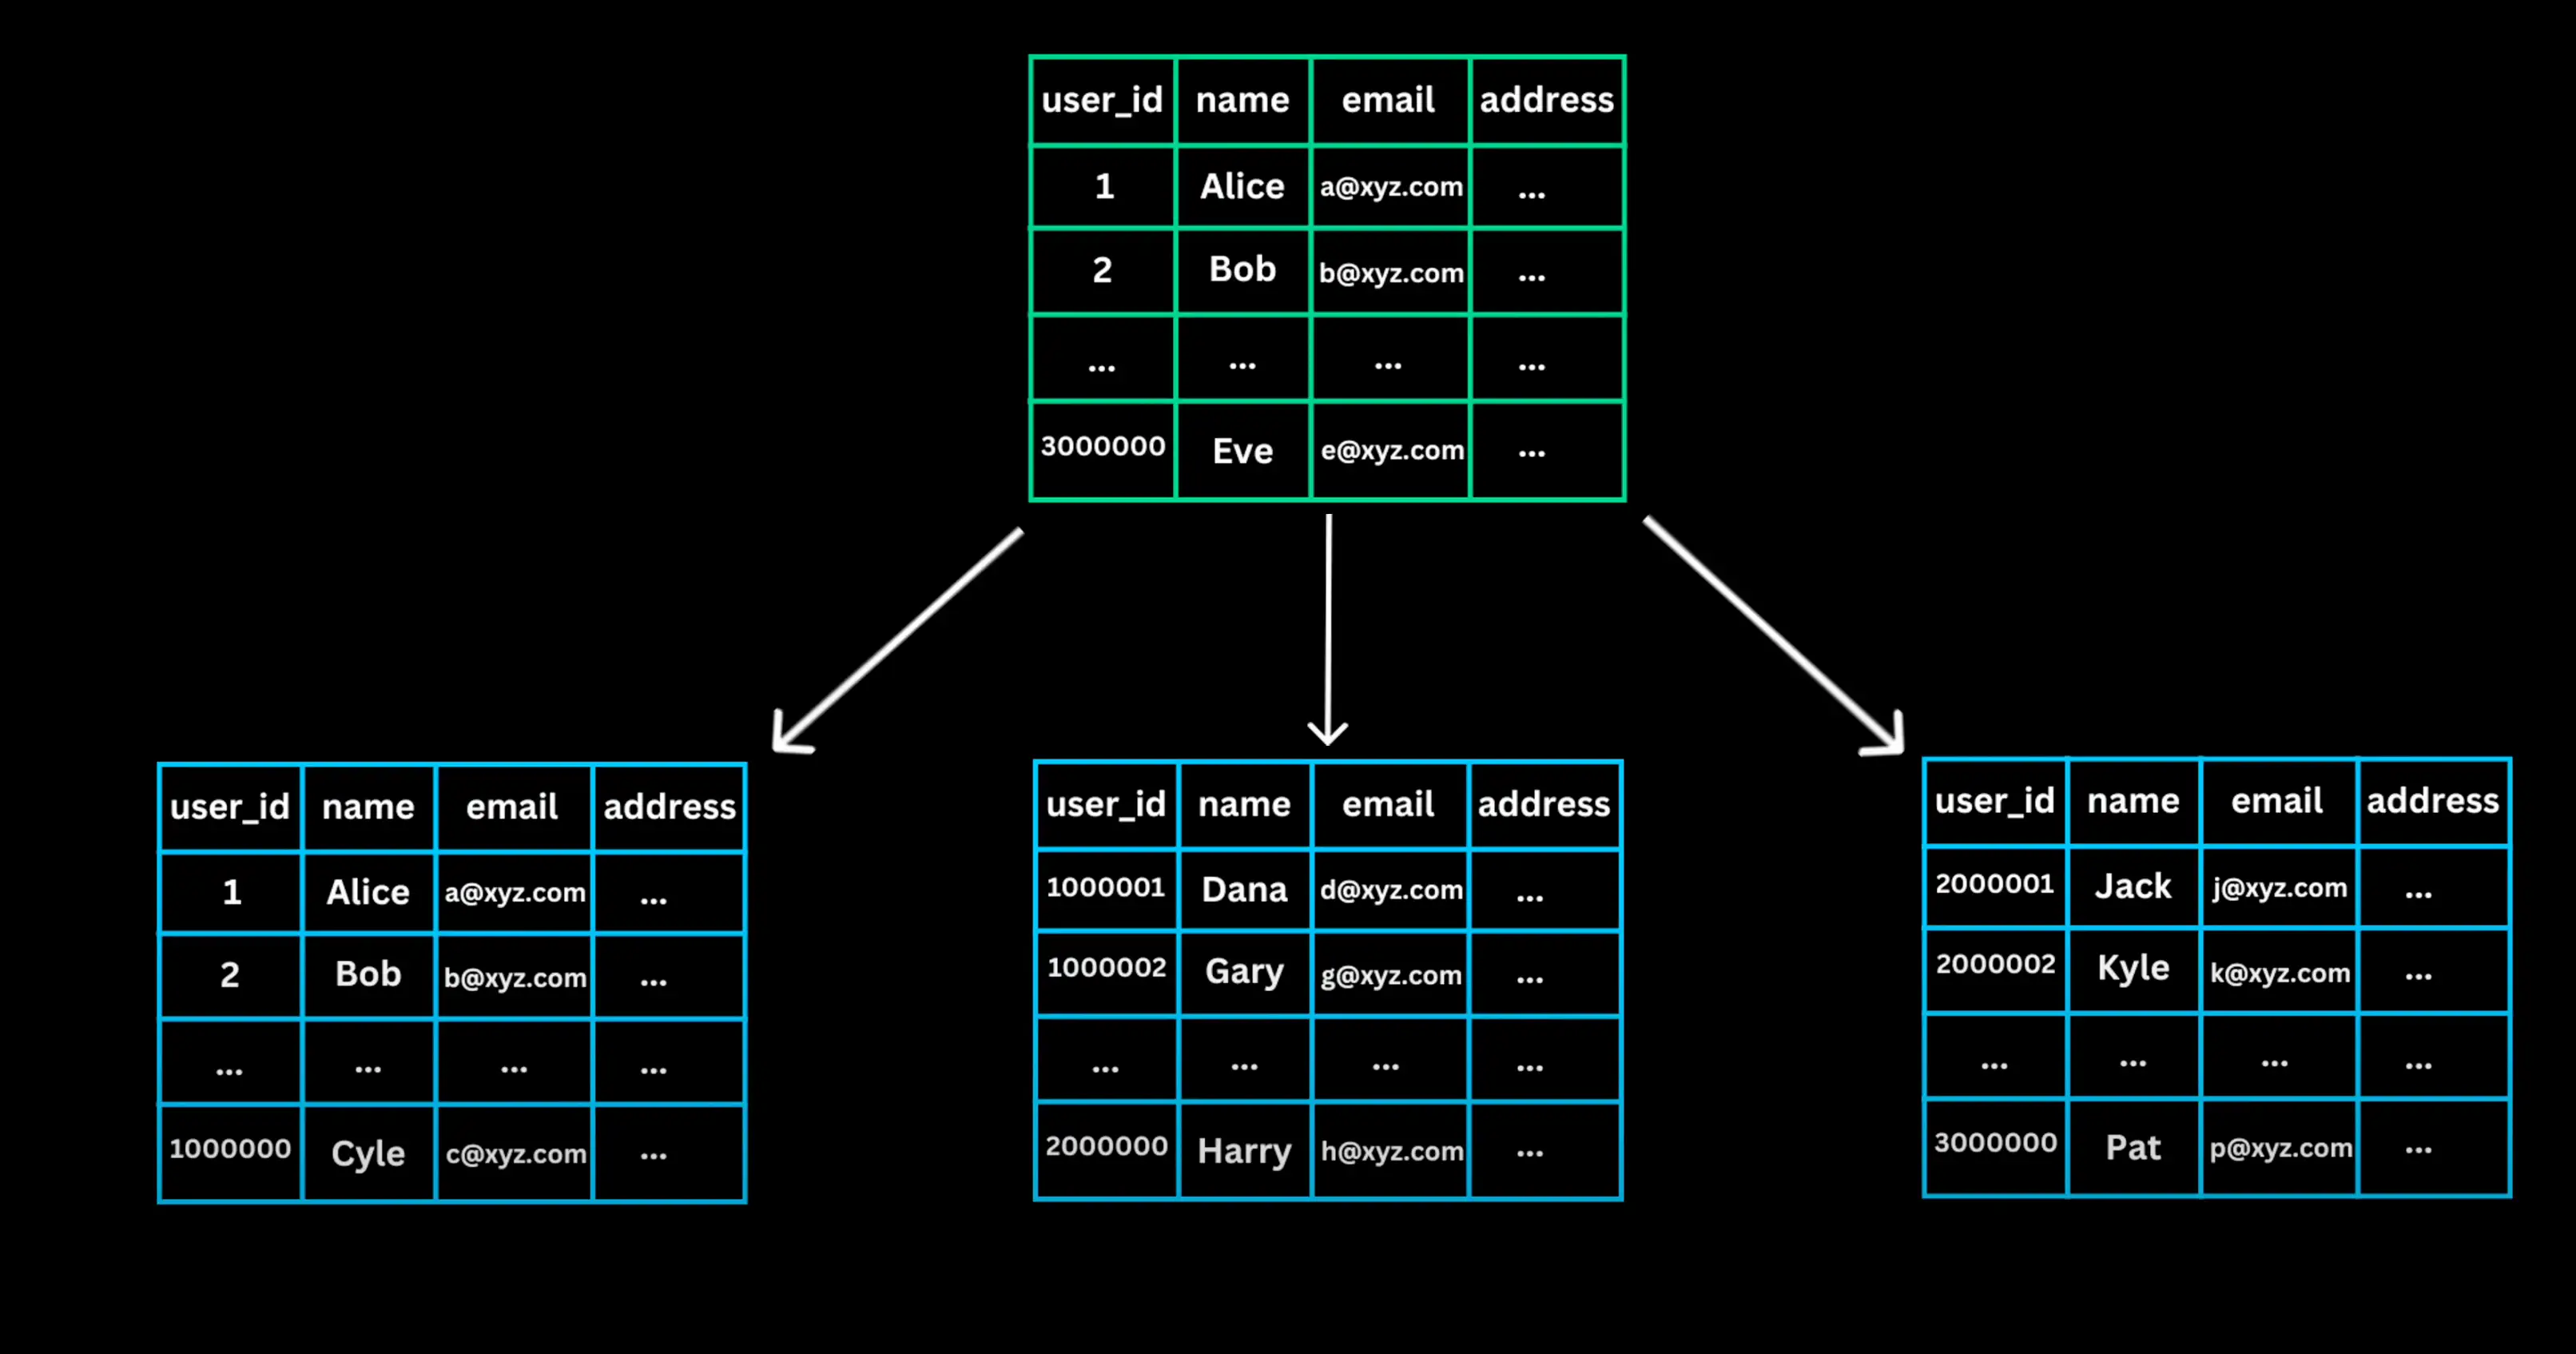 user_id name email address
1 Alice a@xyz.com ...
2 Bob b@xyz.com ...
... ... ... ...
3000000 Eve e@xyz.com ...
user_id name email address
1 Alice a@xyz.com ...
2 Bob b@xyz.com ...
... ... ... ...
1000000 Cyle c@xyz.com ...
user_id name email address
1000001 Dana d@xyz.com ...
1000002 Gary g@xyz.com ...
... ... ... ...
2000000 Harry h@xyz.com ...
user_id name email address
2000001 Jack j@xyz.com ...
2000002 Kyle k@xyz.com ...
... ... ... ...
3000000 Pat p@xyz.com ...